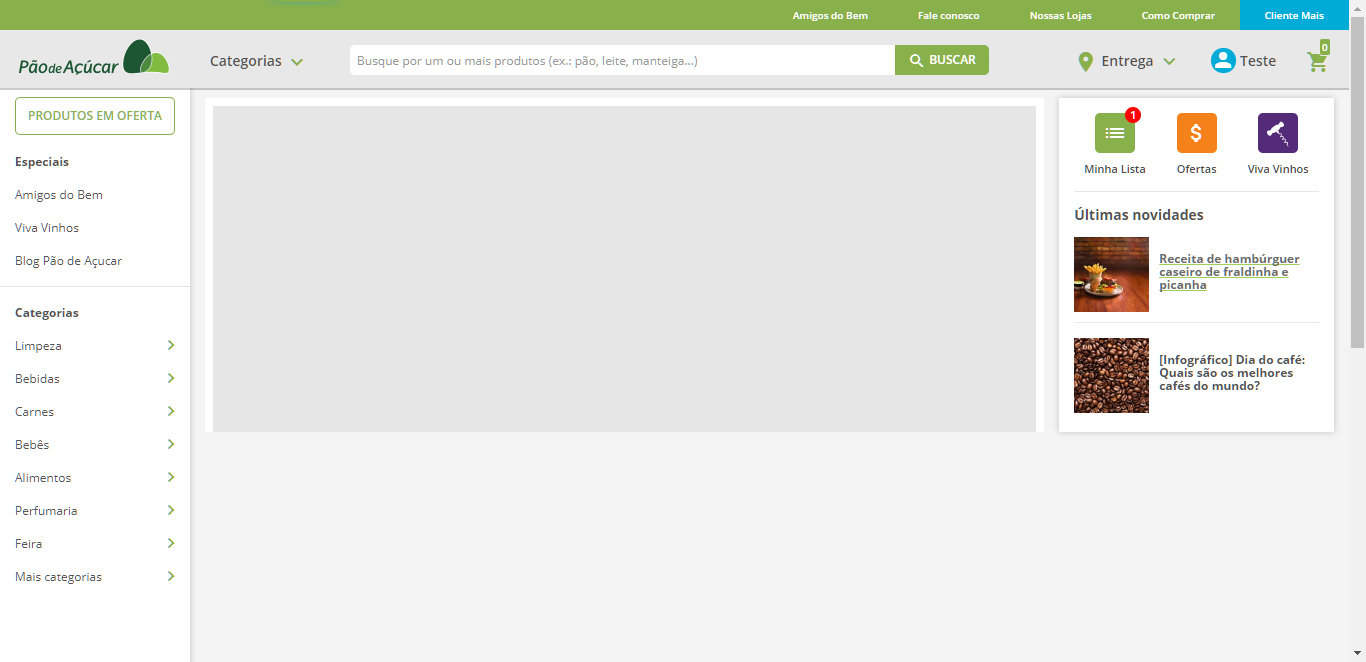 Amigos do Bem
Fale conosco
Nossas Lojas
Como Comprar
Cliente Mais
Pão de Açúcar
Categorias
Busque por um ou mais produtos (ex.: pão, leite, manteiga...)
BUSCAR
Entrega
Teste
0
PRODUTOS EM OFERTA
Especiais
Amigos do Bem
Viva Vinhos
Blog Pão de Açucar
Categorias
Limpeza
Bebidas
Carnes
Bebês
Alimentos
Perfumaria
Feira
Mais categorias
1
$
Minha Lista
Ofertas
Viva Vinhos
Últimas novidades
Receita de hambúrguer
caseiro de fraldinha e
picanha
[Infográfico] Dia do café:
Quais são os melhores
cafés do mundo?